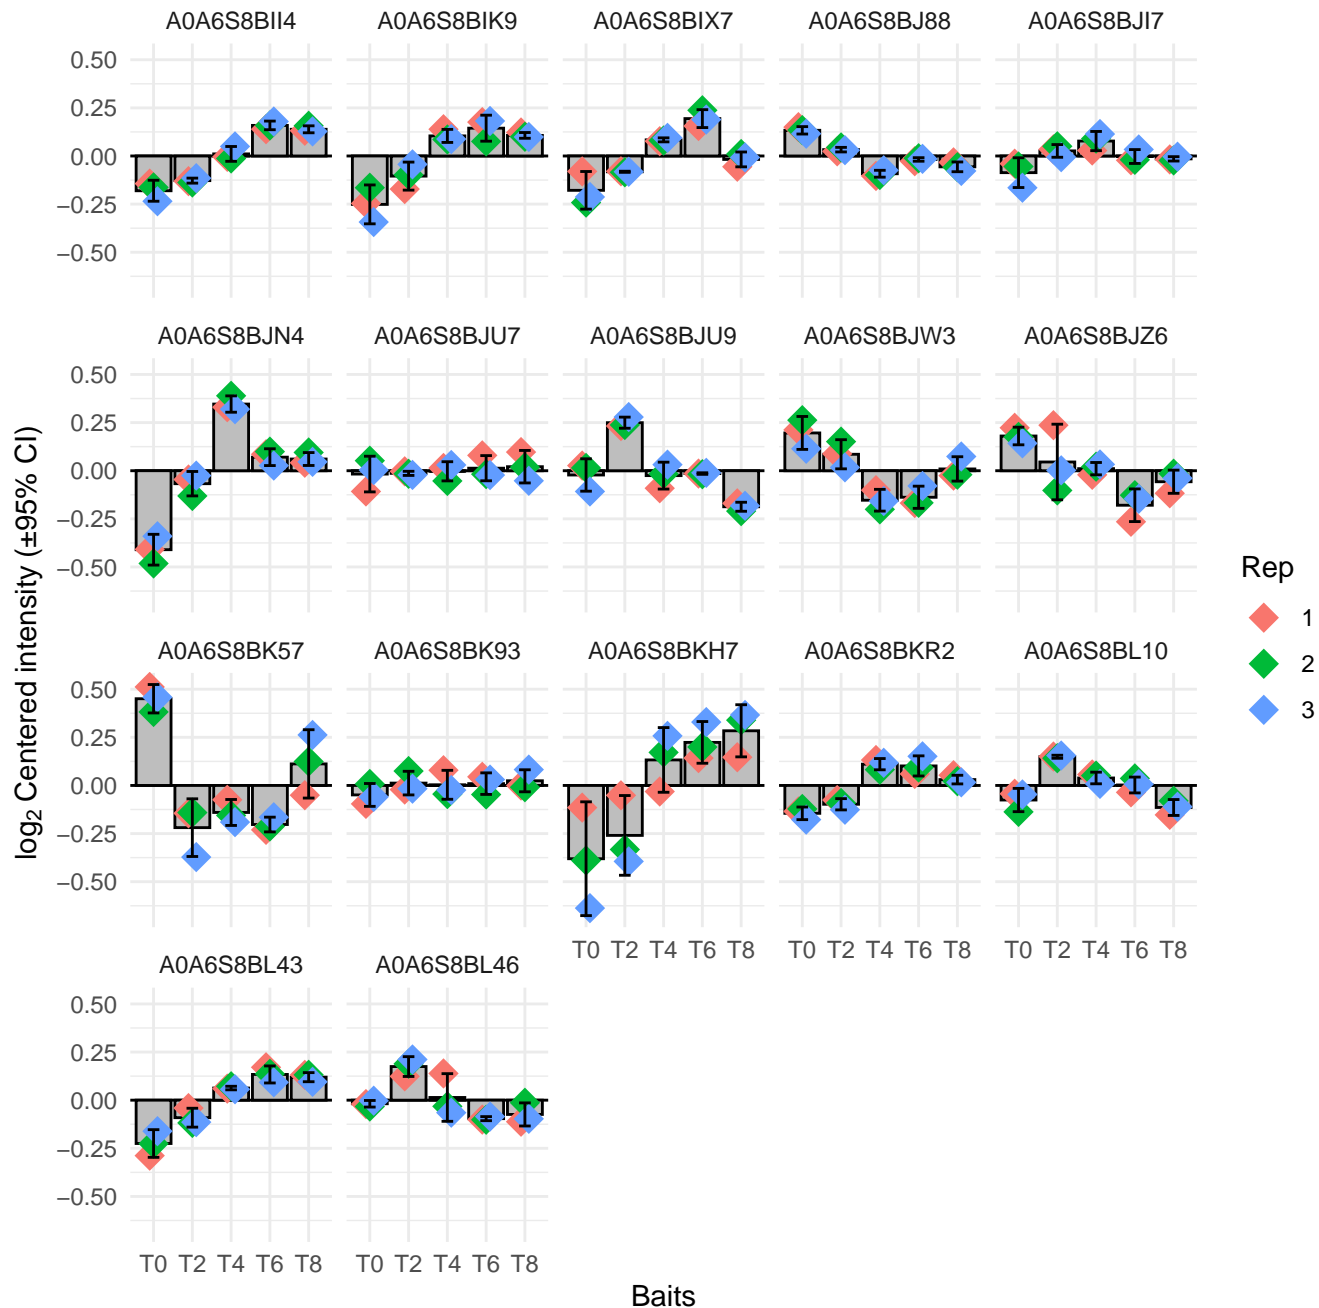 A0A6S8BII4 A0A6S8BIK9 A0A6S8BIX7 A0A6S8BJ88 A0A6S8BJI7
0.50
0.25
0.00
−0.25
−0.50
A0A6S8BJN4 A0A6S8BJU7 A0A6S8BJU9 A0A6S8BJW3 A0A6S8BJZ6
0.50
0.25
0.00
−0.25
−0.50
A0A6S8BK57 A0A6S8BK93 A0A6S8BKH7 A0A6S8BKR2 A0A6S8BL10
0.50
0.25
0.00
−0.25
−0.50
T0 T2 T4 T6 T8 T0 T2 T4 T6 T8 T0 T2 T4 T6 T8
A0A6S8BL43 A0A6S8BL46
0.50
0.25
0.00
−0.25
−0.50
T0 T2 T4 T6 T8 T0 T2 T4 T6 T8
Baits
log₂ Centered intensity (±95% CI)
Rep
1
2
3